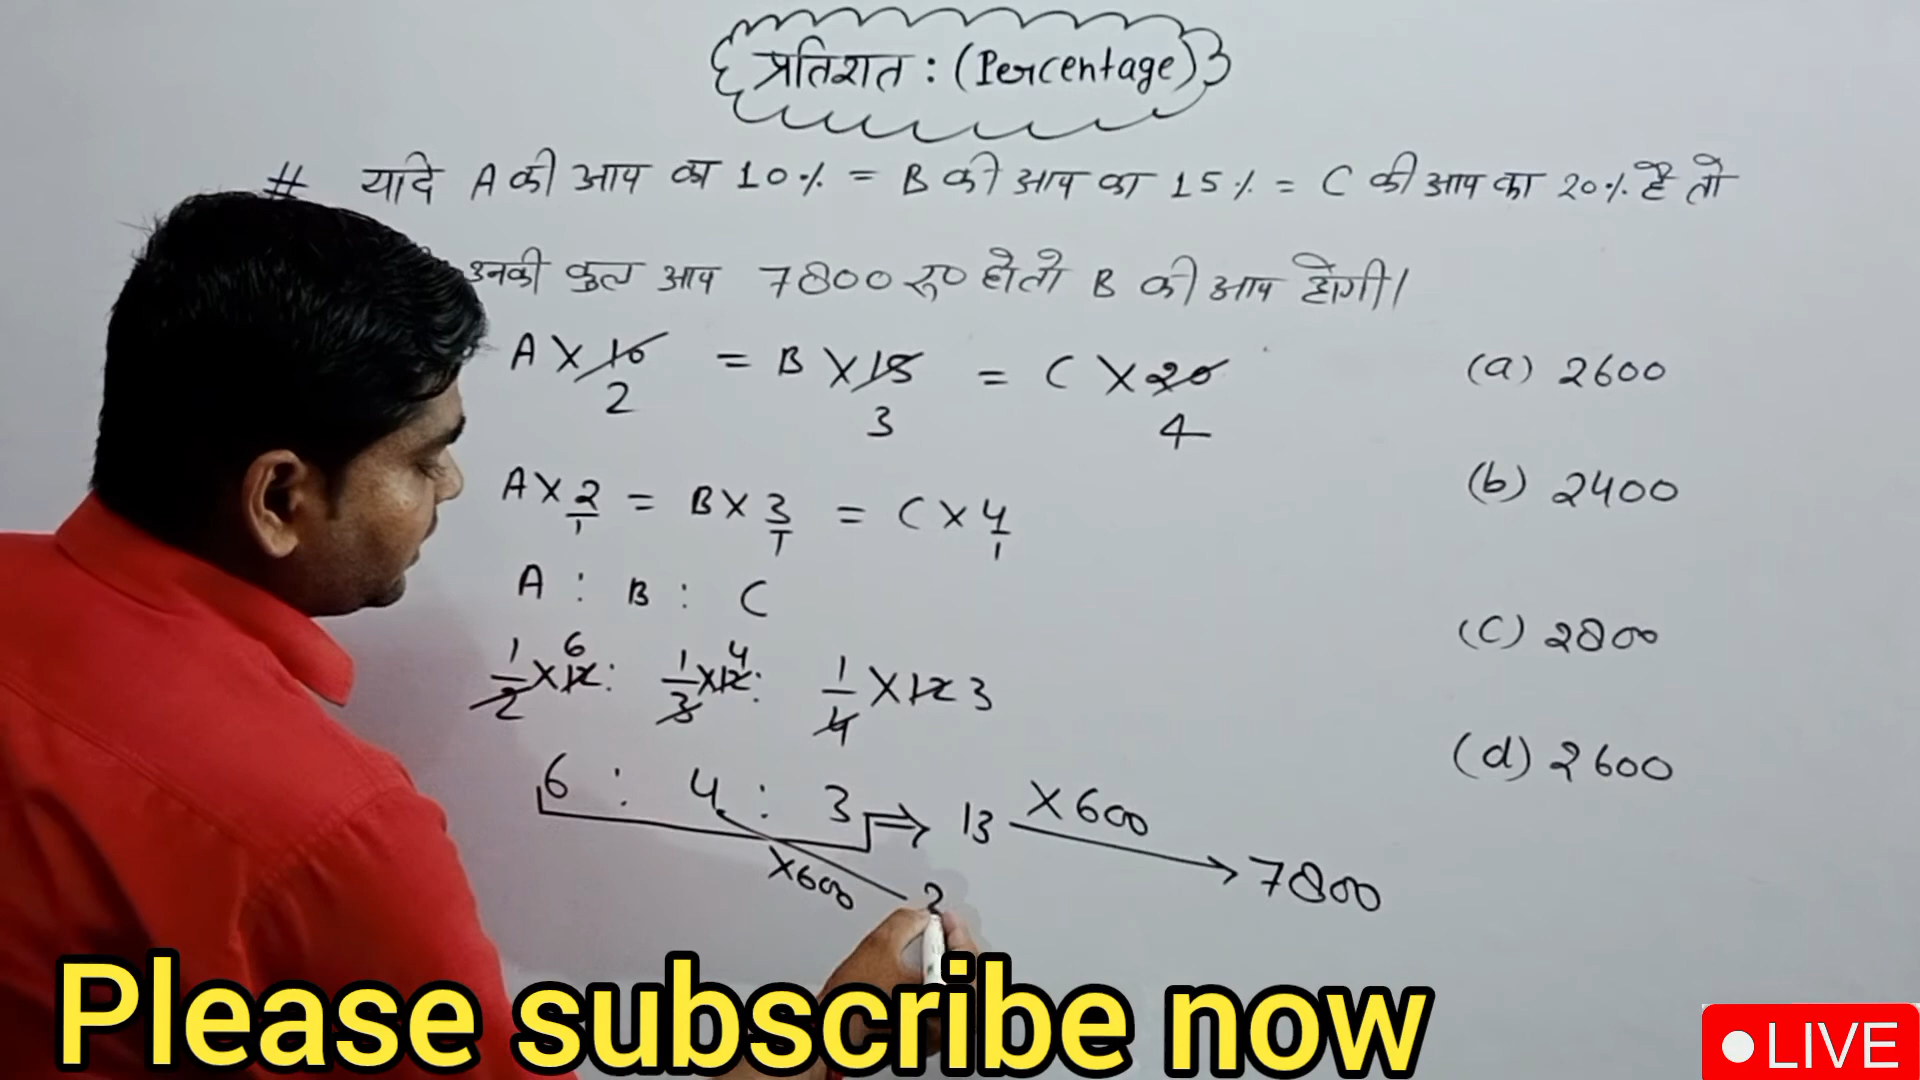 प्रतिशत : (Percentage)
# यदि A की आय का 10% = B की आय का 15% = C की आय का 20% है तो
उनकी कुल आय 7800 रू० हो तो B की आय होगी।
A X 10 = B X 15 = C X 20
2 3 4
A X 2/1 = B X 3/1 = C X 4/1
A : B : C
1/2 X 12 6 : 1/3 X 12 4 : 1/4 X 12 3
6 : 4 : 3 ⇒ 13 X600 → 7800
X600 2
(a) 2600
(b) 2400
(c) 2800
(d) 2600
Please subscribe now
LIVE